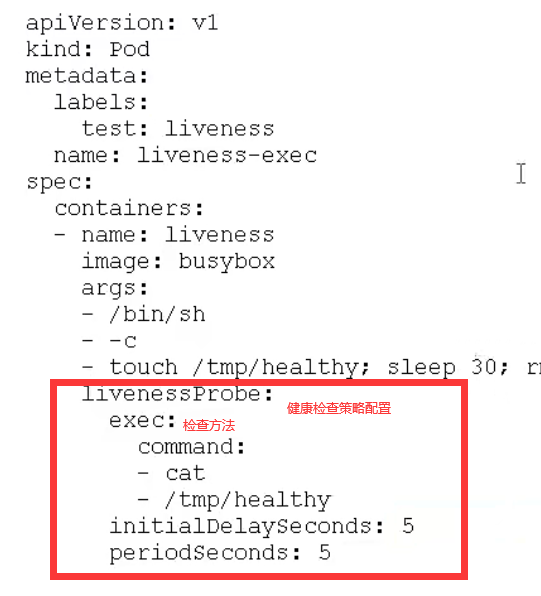 apiVersion: v1
kind: Pod
metadata:
  labels:
    test: liveness
  name: liveness-exec
spec:
  containers:
  - name: liveness
    image: busybox
    args:
    - /bin/sh
    - -c
    - touch /tmp/healthy; sleep 30;
    livenessProbe:
健康检查策略配置
      exec:
检查方法
        command:
        - cat
        - /tmp/healthy
      initialDelaySeconds: 5
      periodSeconds: 5